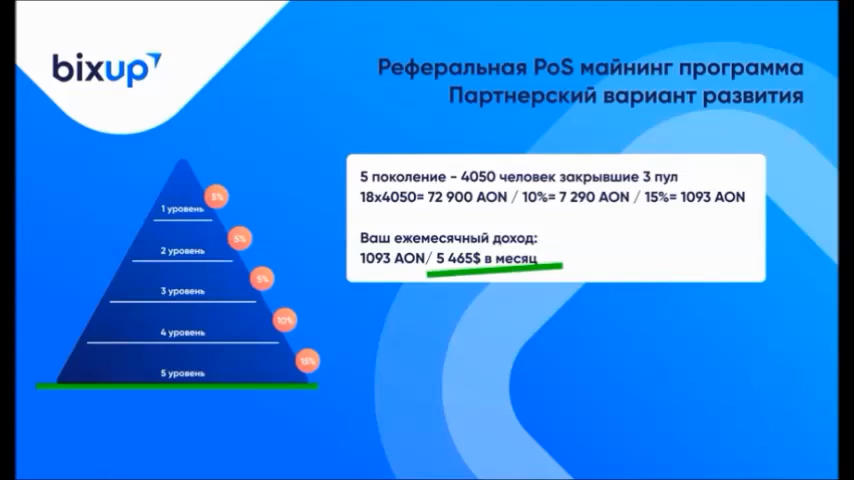 bixup
Реферальная PoS майнинг программа
Партнерский вариант развития
5 поколение - 4050 человек закрывшие 3 пул
18x4050= 72 900 AON / 10%= 7 290 AON / 15%= 1093 AON
Ваш ежемесячный доход:
1093 AON/ 5 465$ в месяц
5%
1 уровень
5%
2 уровень
5%
3 уровень
10%
4 уровень
15%
5 уровень